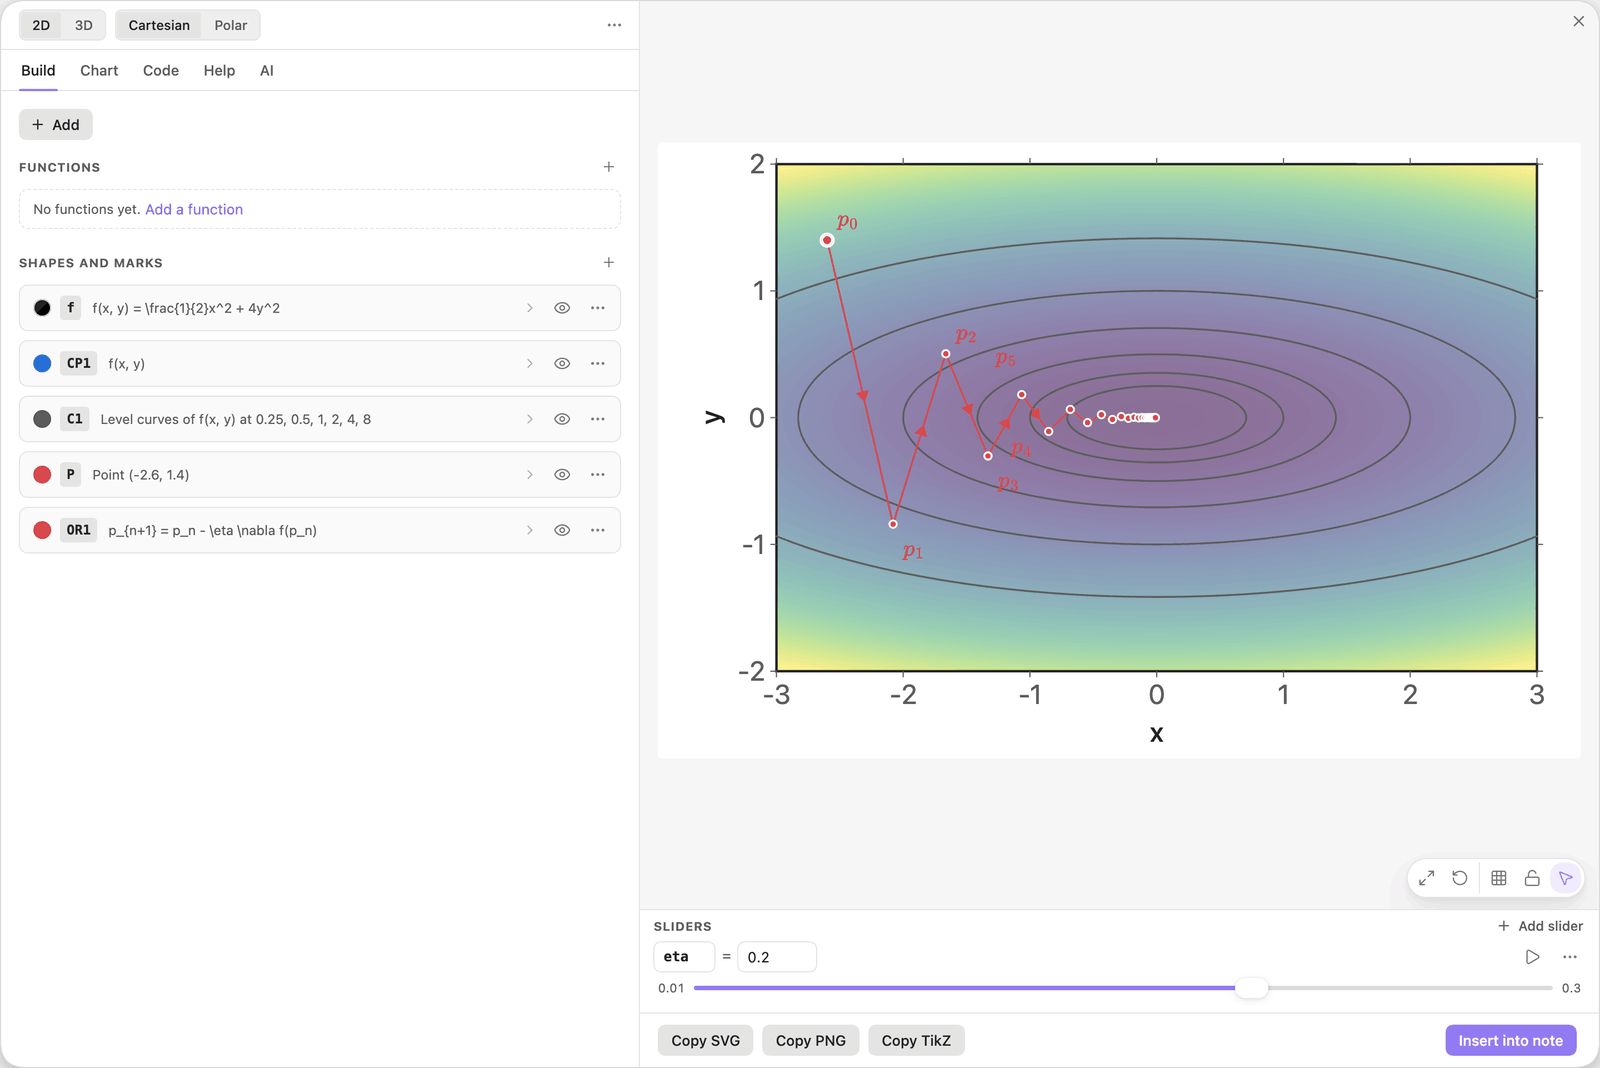 2D 3D Cartesian Polar
Build Chart Code Help AI
+ Add
FUNCTIONS
No functions yet. Add a function
SHAPES AND MARKS
f f(x, y) = \frac{1}{2}x^2 + 4y^2
CP1 f(x, y)
C1 Level curves of f(x, y) at 0.25, 0.5, 1, 2, 4, 8
P Point (-2.6, 1.4)
OR1 p_{n+1} = p_n - \eta \nabla f(p_n)
2
p₀
1
p₂
p₅
y
0
p₄
p₃
-1
p₁
-2
-3 -2 -1 0 1 2 3
x
SLIDERS + Add slider
eta = 0.2
0.01 0.3
Copy SVG Copy PNG Copy TikZ Insert into note